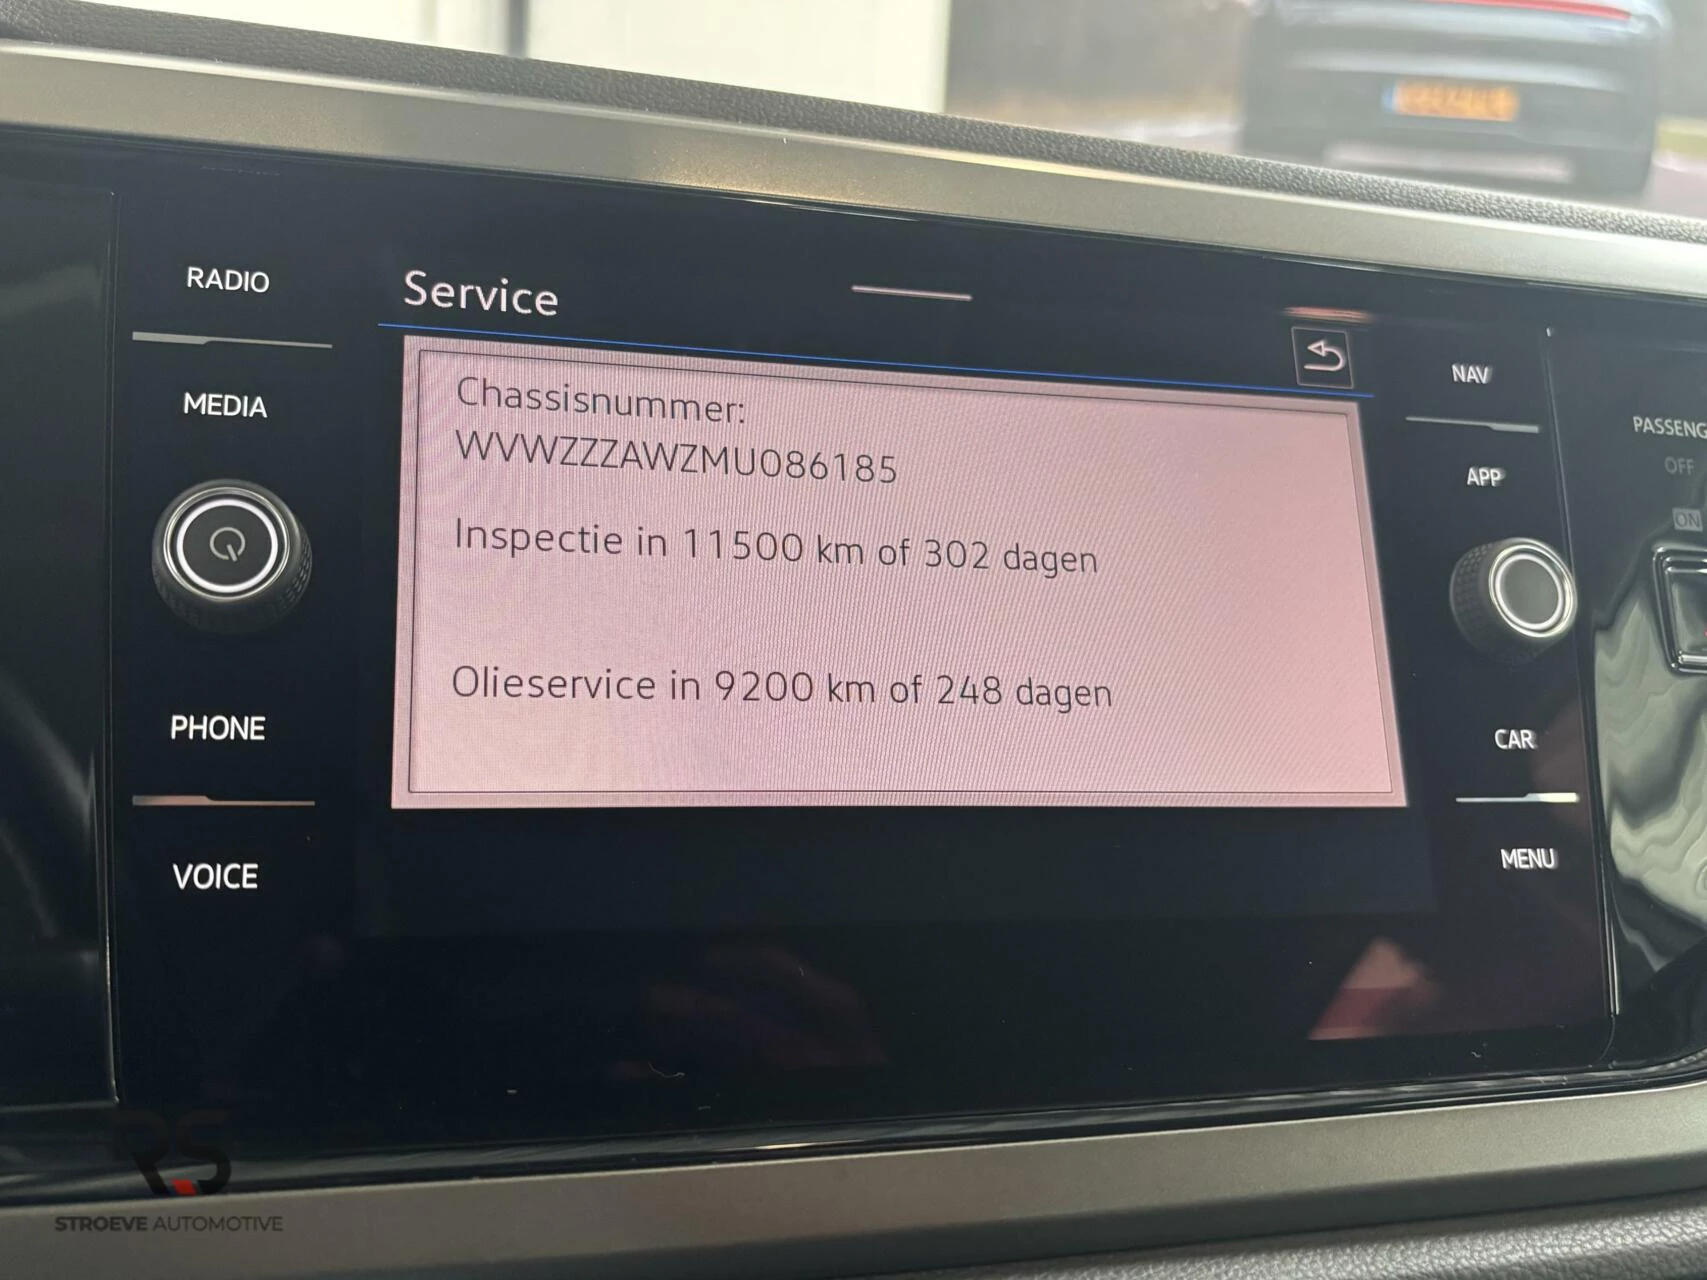 RADIO
MEDIA
PHONE
VOICE
Service
Chassisnummer:
WVWZZZAWZMU086185
Inspectie in 11500 km of 302 dagen
Olieservice in 9200 km of 248 dagen
NAV
APP
CAR
MENU
PASSENG
OFF
ON
RS
STROEVE AUTOMOTIVE